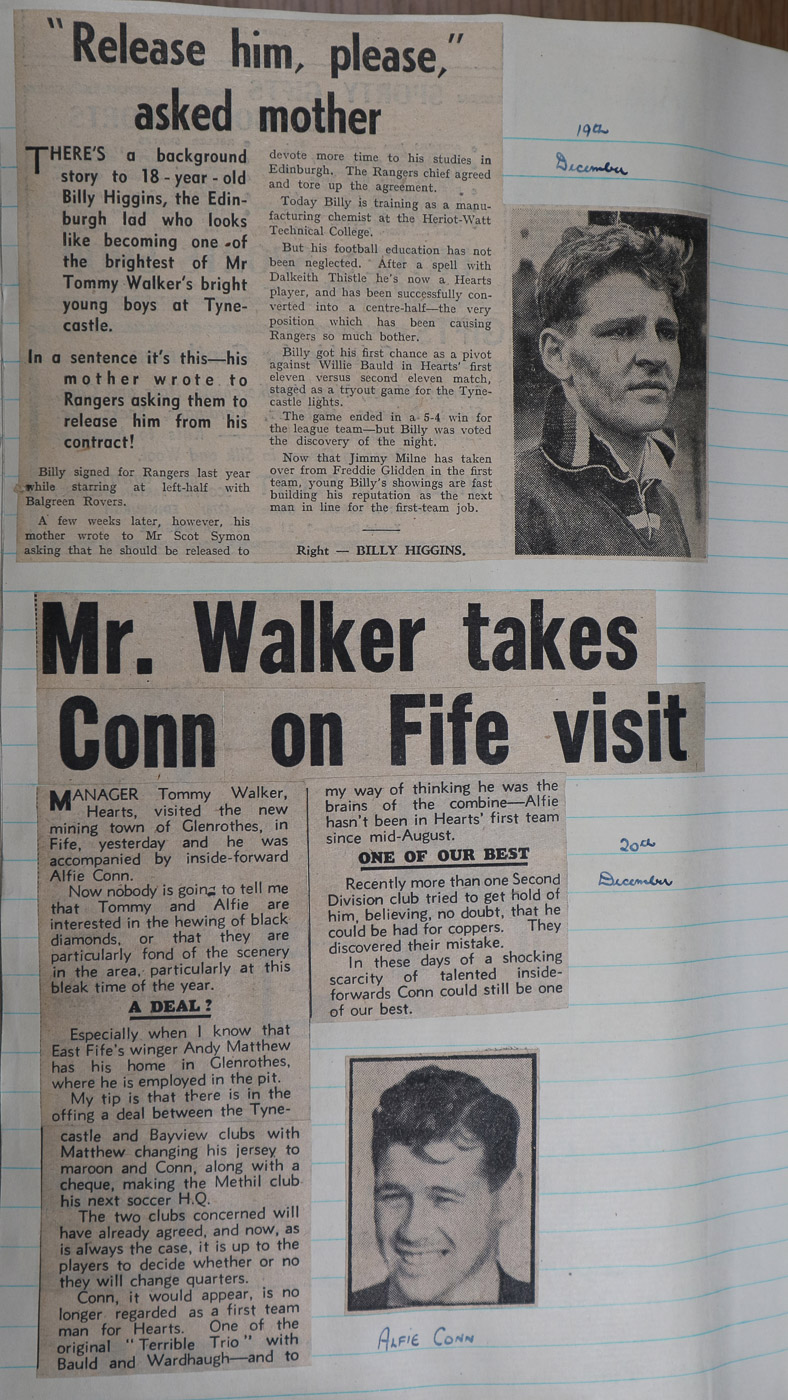 "Release him, please,"
asked mother
THERE'S a background
story to 18-year-old
Billy Higgins, the Edin-
burgh lad who looks
like becoming one of
the brightest of Mr
Tommy Walker's bright
young boys at Tyne-
castle.
In a sentence it's this—his
mother wrote to
Rangers asking them to
release him from his
contract!
Billy signed for Rangers last year
while starring at left-half with
Balgreen Rovers.
A few weeks later, however, his
mother wrote to Mr Scot Symon
asking that he should be released to
devote more time to his studies in
Edinburgh. The Rangers chief agreed
and tore up the agreement.
Today Billy is training as a manu-
facturing chemist at the Heriot-Watt
Technical College.
But his football education has not
been neglected. After a spell with
Dalkeith Thistle he's now a Hearts
player, and has been successfully con-
verted into a centre-half—the very
position which has been causing
Rangers so much bother.
Billy got his first chance as a pivot
against Willie Bauld in Hearts' first
eleven versus second eleven match,
staged as a tryout game for the Tyne-
castle lights.
The game ended in a 5-4 win for
the league team—but Billy was voted
the discovery of the night.
Now that Jimmy Milne has taken
over from Freddie Glidden in the first
team, young Billy's showings are fast
building his reputation as the next
man in line for the first-team job.
Right — BILLY HIGGINS.
19th
December
Mr. Walker takes
Conn on Fife visit
MANAGER Tommy Walker,
Hearts, visited the new
mining town of Glenrothes, in
Fife, yesterday and he was
accompanied by inside-forward
Alfie Conn.
Now nobody is going to tell me
that Tommy and Alfie are
interested in the hewing of black
diamonds, or that they are
particularly fond of the scenery
in the area, particularly at this
bleak time of the year.
A DEAL?
Especially when I know that
East Fife's winger Andy Matthew
has his home in Glenrothes,
where he is employed in the pit.
My tip is that there is in the
offing a deal between the Tyne-
castle and Bayview clubs with
Matthew changing his jersey to
maroon and Conn, along with a
cheque, making the Methil club
his next soccer H.Q.
The two clubs concerned will
have already agreed, and now, as
is always the case, it is up to the
players to decide whether or no
they will change quarters.
Conn, it would appear, is no
longer regarded as a first team
man for Hearts. One of the
original "Terrible Trio" with
Bauld and Wardhaugh—and to
my way of thinking he was the
brains of the combine—Alfie
hasn't been in Hearts' first team
since mid-August.
ONE OF OUR BEST
Recently more than one Second
Division club tried to get hold of
him, believing, no doubt, that he
could be had for coppers. They
discovered their mistake.
In these days of a shocking
scarcity of talented inside-
forwards Conn could still be one
of our best.
20th
December
ALFIE CONN